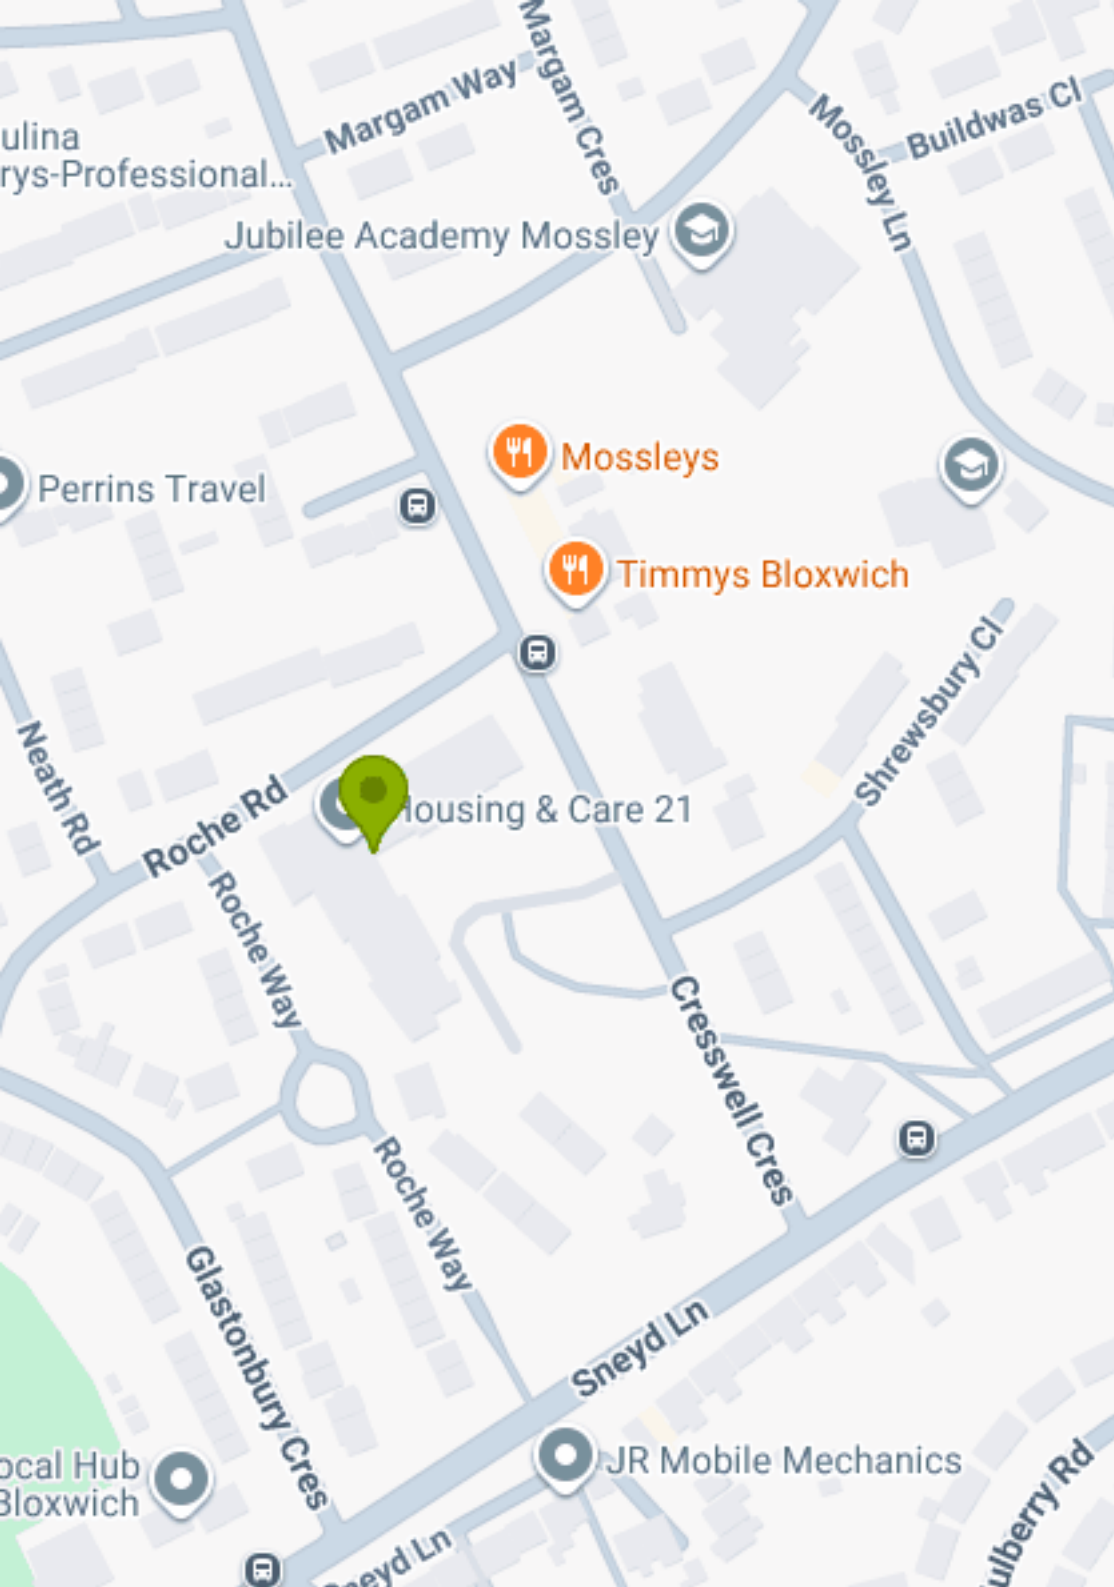 Margam Cres
Margam Way
Mossley Ln
Buildwas Cl
ulina
rys-Professional...
Jubilee Academy Mossley
Mossleys
Perrins Travel
Timmys Bloxwich
Shrewsbury Cl
Neath Rd
Roche Rd
Housing & Care 21
Roche Way
Cresswell Cres
Roche Way
Glastonbury Cres
Sneyd Ln
ocal Hub
Bloxwich
JR Mobile Mechanics
ulberry Rd
neyd Ln